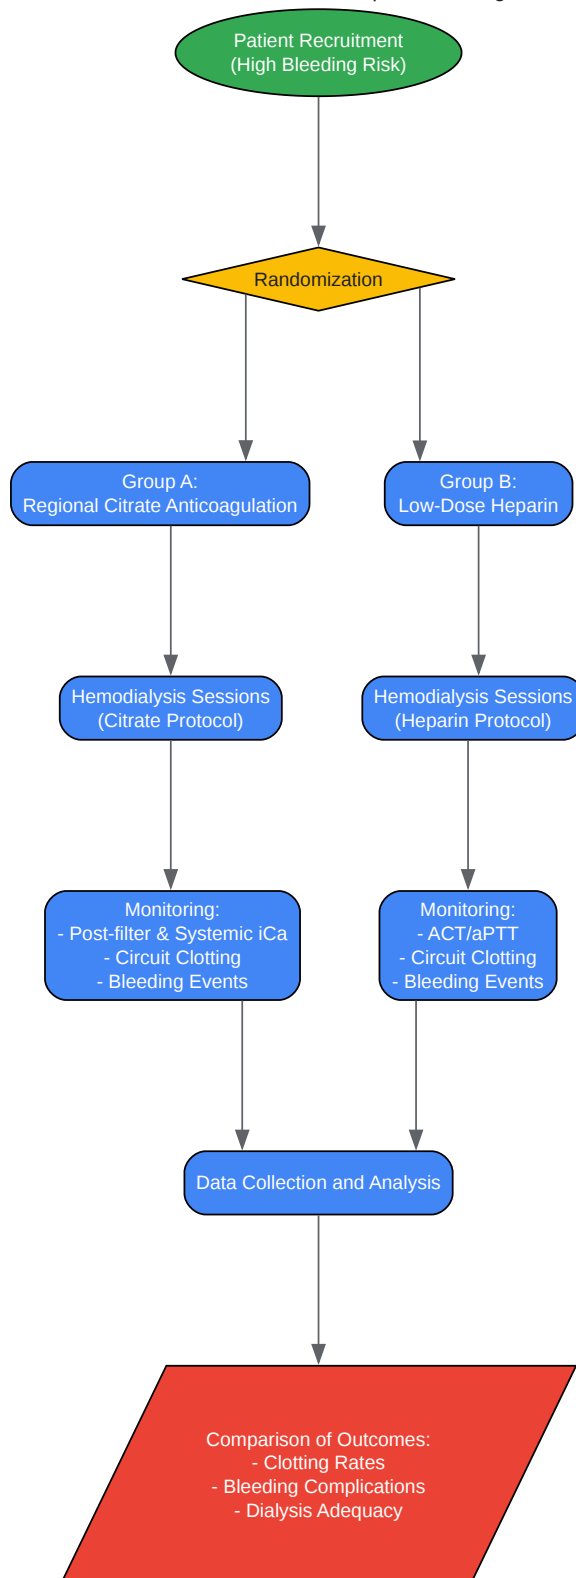 Patient Recruitment
(High Bleeding Risk)
Randomization
Group A:
Regional Citrate Anticoagulation
Group B:
Low-Dose Heparin
Hemodialysis Sessions
(Citrate Protocol)
Hemodialysis Sessions
(Heparin Protocol)
Monitoring:
- Post-filter & Systemic iCa
- Circuit Clotting
- Bleeding Events
Monitoring:
- ACT/aPTT
- Circuit Clotting
- Bleeding Events
Data Collection and Analysis
Comparison of Outcomes:
- Clotting Rates
- Bleeding Complications
- Dialysis Adequacy